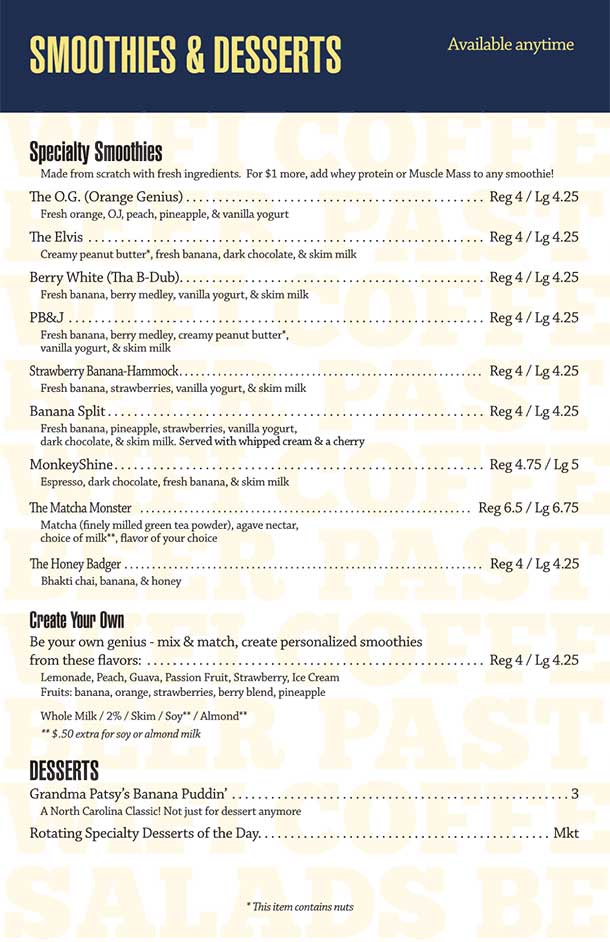 SMOOTHIES & DESSERTS
Available anytime
Specialty Smoothies
Made from scratch with fresh ingredients. For $1 more, add whey protein or Muscle Mass to any smoothie!
The O.G. (Orange Genius) Reg 4 / Lg 4.25
Fresh orange, OJ, peach, pineapple, & vanilla yogurt
The Elvis Reg 4 / Lg 4.25
Creamy peanut butter*, fresh banana, dark chocolate, & skim milk
Berry White (Tha B-Dub) Reg 4 / Lg 4.25
Fresh banana, berry medley, vanilla yogurt, & skim milk
PB&J Reg 4 / Lg 4.25
Fresh banana, berry medley, creamy peanut butter*,
vanilla yogurt, & skim milk
Strawberry Banana-Hammock Reg 4 / Lg 4.25
Fresh banana, strawberries, vanilla yogurt, & skim milk
Banana Split Reg 4 / Lg 4.25
Fresh banana, pineapple, strawberries, vanilla yogurt,
dark chocolate, & skim milk. Served with whipped cream & a cherry
MonkeyShine Reg 4.75 / Lg 5
Espresso, dark chocolate, fresh banana, & skim milk
The Matcha Monster Reg 6.5 / Lg 6.75
Matcha (finely milled green tea powder), agave nectar,
choice of milk**, flavor of your choice
The Honey Badger Reg 4 / Lg 4.25
Bhakti chai, banana, & honey
Create Your Own
Be your own genius - mix & match, create personalized smoothies
from these flavors: Reg 4 / Lg 4.25
Lemonade, Peach, Guava, Passion Fruit, Strawberry, Ice Cream
Fruits: banana, orange, strawberries, berry blend, pineapple
Whole Milk / 2% / Skim / Soy** / Almond**
** $.50 extra for soy or almond milk
DESSERTS
Grandma Patsy's Banana Puddin' 3
A North Carolina Classic! Not just for dessert anymore
Rotating Specialty Desserts of the Day Mkt
* This item contains nuts